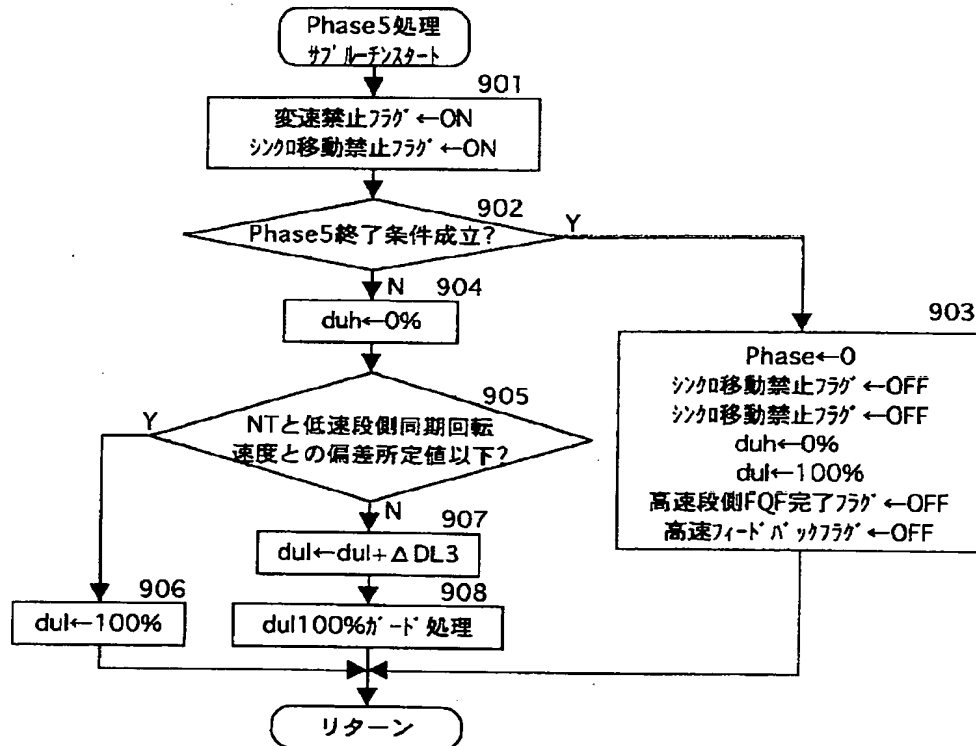 Phase5処理
ｻﾌﾞﾙｰﾁﾝｽﾀｰﾄ
901
変速禁止ﾌﾗｸﾞ←ON
ｼﾝｸﾛ移動禁止ﾌﾗｸﾞ←ON
902
Phase5終了条件成立?
Y
N
904
duh←0%
903
Phase←0
ｼﾝｸﾛ移動禁止ﾌﾗｸﾞ←OFF
ｼﾝｸﾛ移動禁止ﾌﾗｸﾞ←OFF
duh←0%
dul←100%
高速段側FQF完了ﾌﾗｸﾞ←OFF
高速ﾌｨｰﾄﾞﾊﾞｯｸﾌﾗｸﾞ←OFF
905
NTと低速段側同期回転
速度との偏差所定値以下?
Y
N
907
dul←dul+ΔDL3
906
dul←100%
908
dul100%ｶﾞｰﾄﾞ処理
リターン